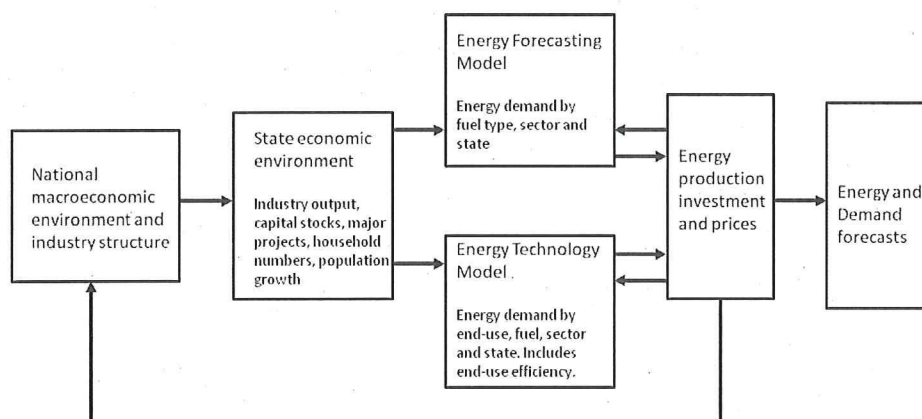 National
macroeconomic
environment and
industry structure
State economic
environment
Industry output,
capital stocks, major
projects, household
numbers, population
growth
Energy Forecasting
Model
Energy demand by
fuel type, sector and
state
Energy Technology
Model .
Energy demand by
end-use, fuel, sector
and state. Includes
end-use efficiency.
Energy
production
investment
and prices
Energy and
Demand
forecasts